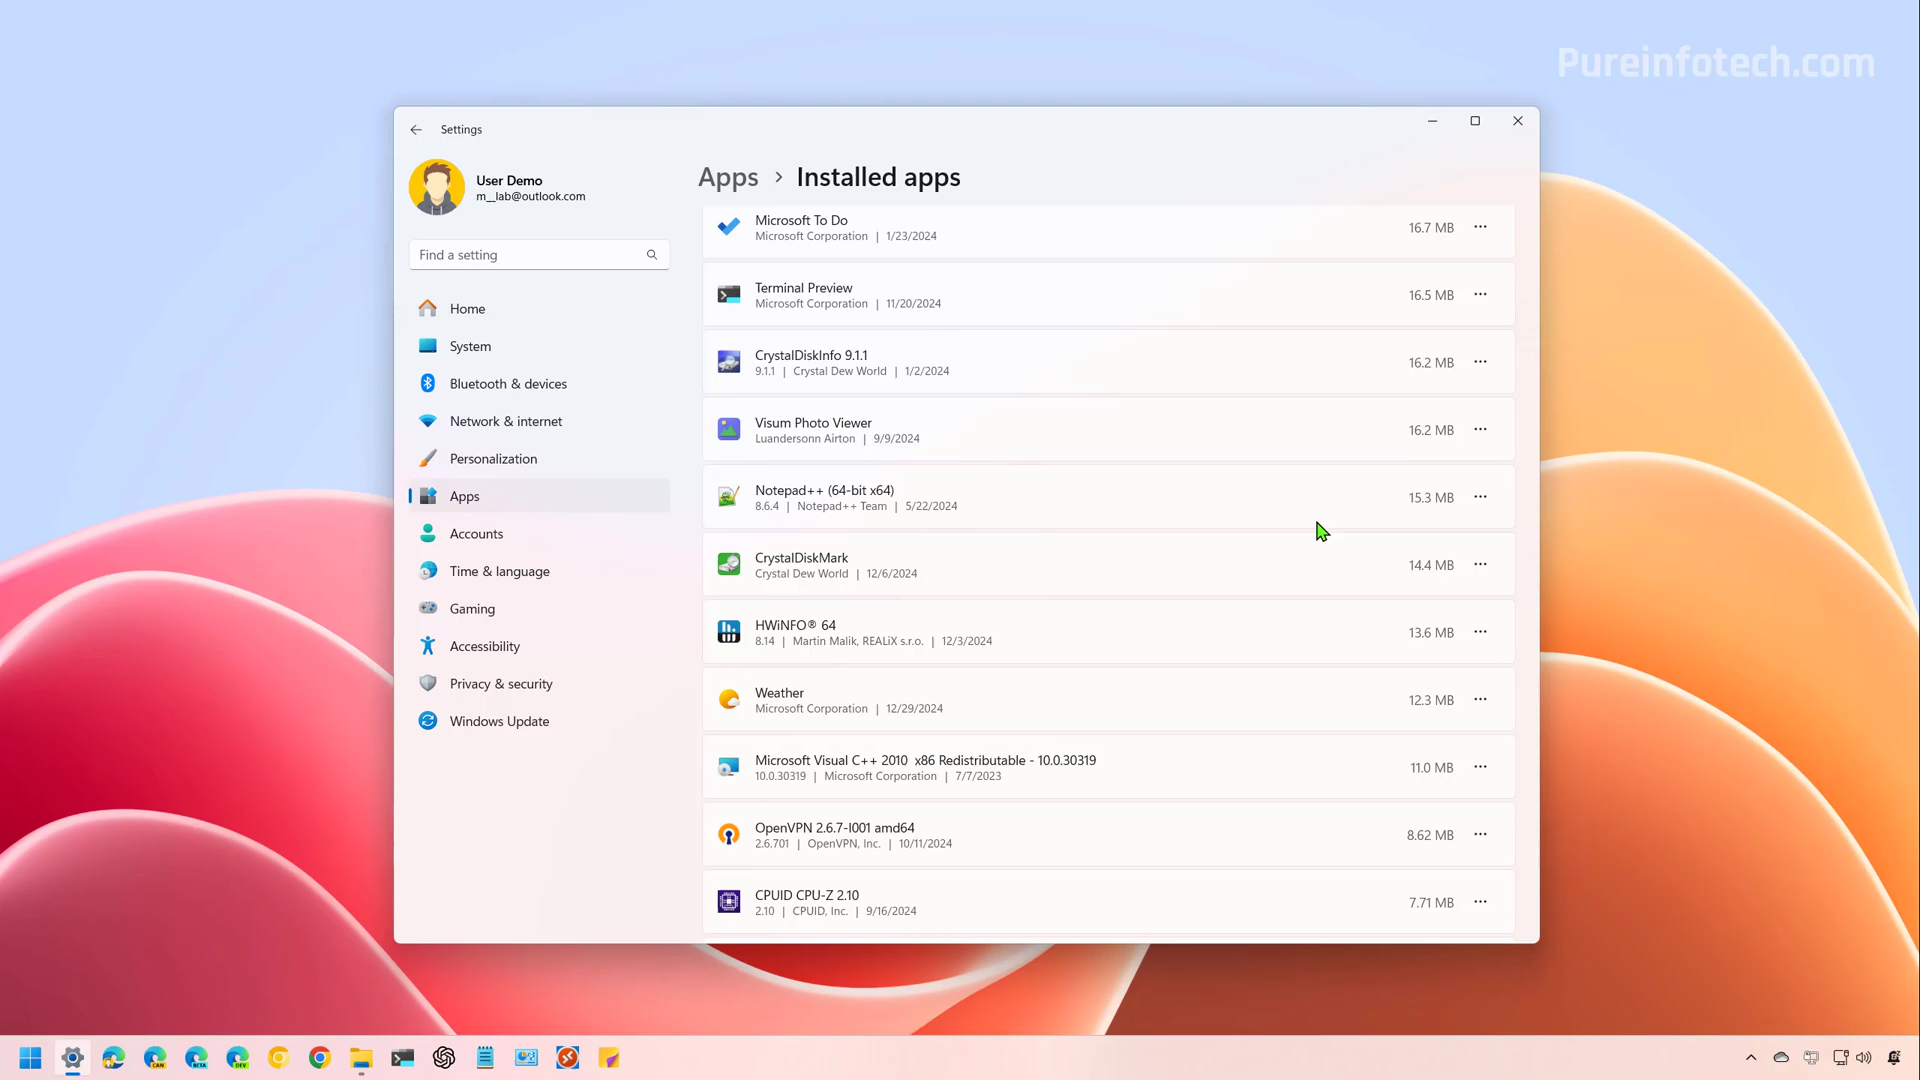 Pureinfotech.com
Settings
User Demo
m__lab@outlook.com
Find a setting
Home
System
Bluetooth & devices
Network & internet
Personalization
Apps
Accounts
Time & language
Gaming
Accessibility
Privacy & security
Windows Update
Apps > Installed apps
Microsoft To Do
Microsoft Corporation | 1/23/2024
16.7 MB
Terminal Preview
Microsoft Corporation | 11/20/2024
16.5 MB
CrystalDiskInfo 9.1.1
9.1.1 | Crystal Dew World | 1/2/2024
16.2 MB
Visum Photo Viewer
Luandersonn Airton | 9/9/2024
16.2 MB
Notepad++ (64-bit x64)
8.6.4 | Notepad++ Team | 5/22/2024
15.3 MB
CrystalDiskMark
Crystal Dew World | 12/6/2024
14.4 MB
HWiNFO® 64
8.14 | Martin Malik, REALiX s.r.o. | 12/3/2024
13.6 MB
Weather
Microsoft Corporation | 12/29/2024
12.3 MB
Microsoft Visual C++ 2010  x86 Redistributable - 10.0.30319
10.0.30319 | Microsoft Corporation | 7/7/2023
11.0 MB
OpenVPN 2.6.7-I001 amd64
2.6.701 | OpenVPN, Inc. | 10/11/2024
8.62 MB
CPUID CPU-Z 2.10
2.10 | CPUID, Inc. | 9/16/2024
7.71 MB
CAN
BETA
DEV